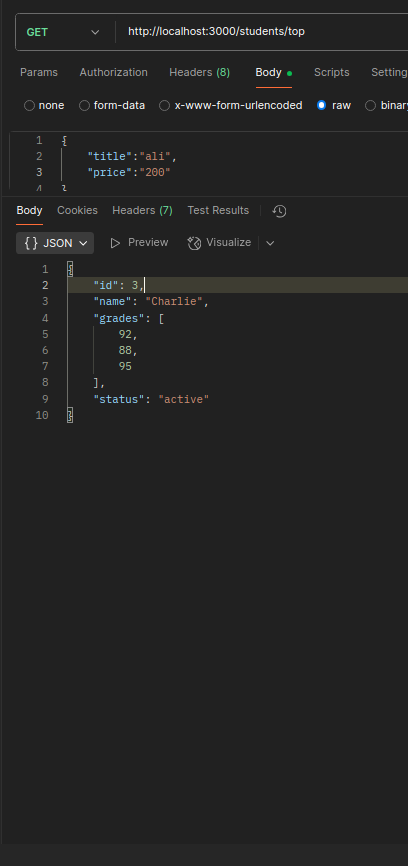 GET http://localhost:3000/students/top
Params Authorization Headers (8) Body Scripts Setting
none form-data x-www-form-urlencoded raw binary
1 {
2 "title":"ali",
3 "price":"200"
4 }
Body Cookies Headers (7) Test Results
{} JSON Preview Visualize
1 {
2 "id": 3,
3 "name": "Charlie",
4 "grades": [
5 92,
6 88,
7 95
8 ],
9 "status": "active"
10 }